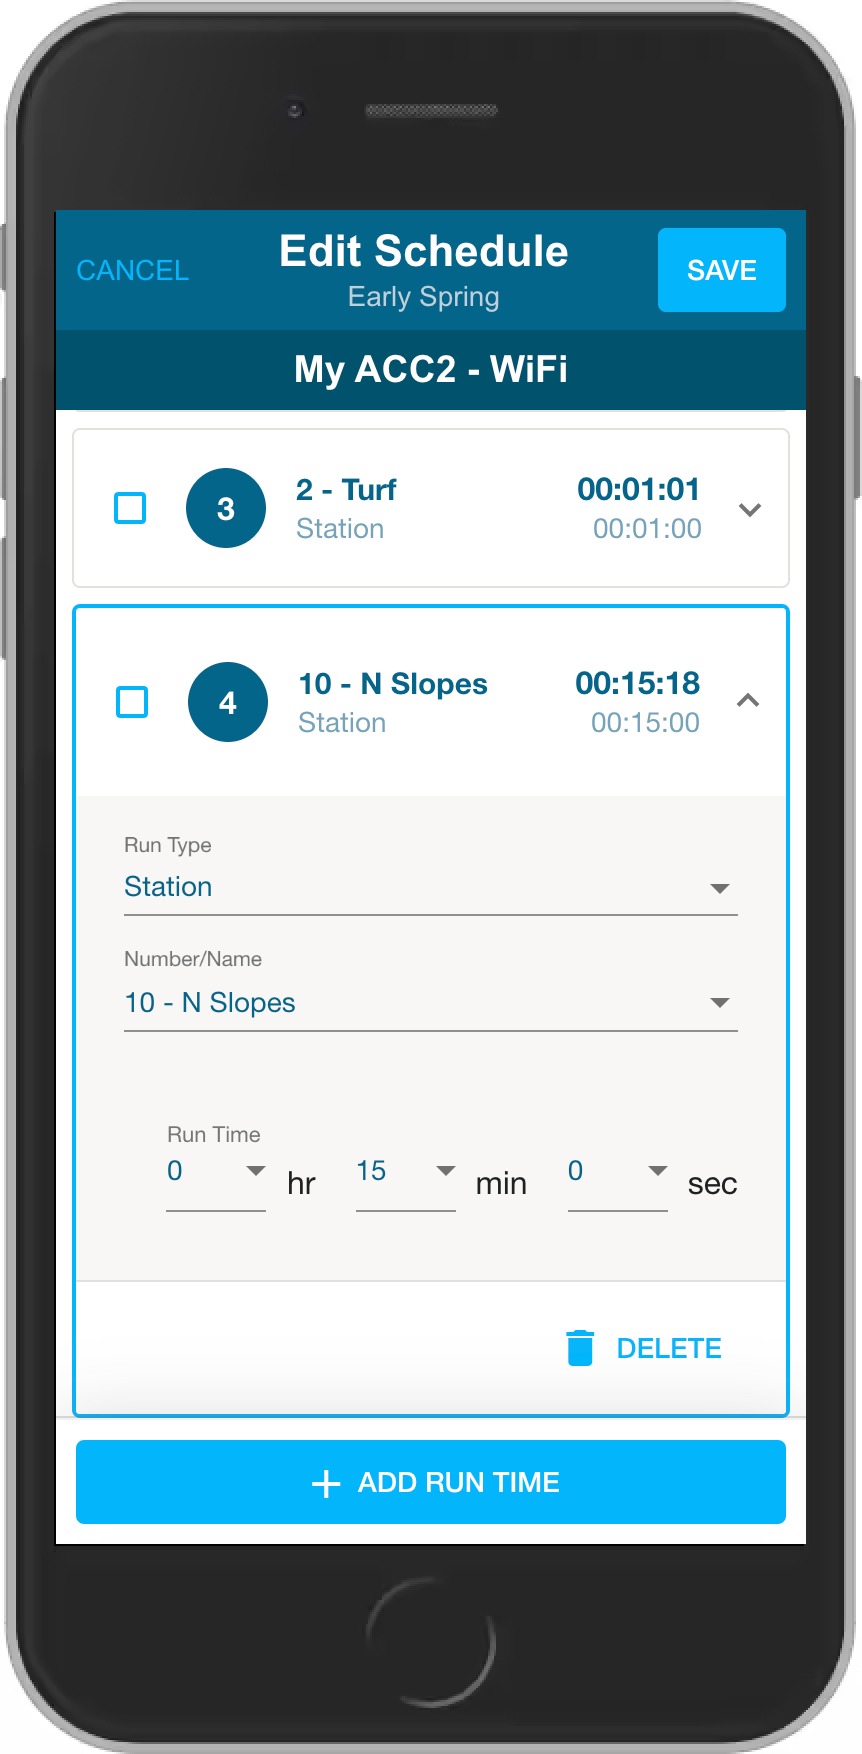 CANCEL
Edit Schedule
Early Spring
SAVE
My ACC2 - WiFi
3
2 - Turf
Station
00:01:01
00:01:00
4
10 - N Slopes
Station
00:15:18
00:15:00
Run Type
Station
Number/Name
10 - N Slopes
Run Time
0 hr 15 min 0 sec
DELETE
+ ADD RUN TIME